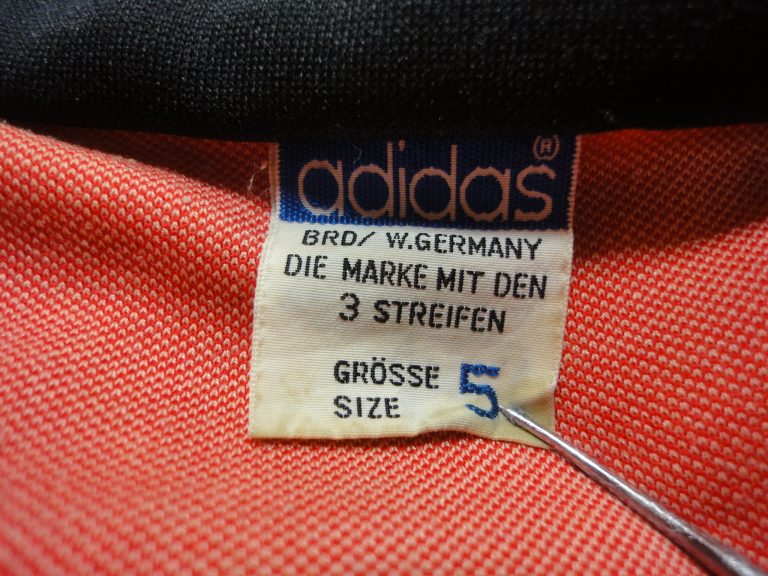 adidas ®
BRD/ W.GERMANY
DIE MARKE MIT DEN
3 STREIFEN
GRÖSSE 5
SIZE